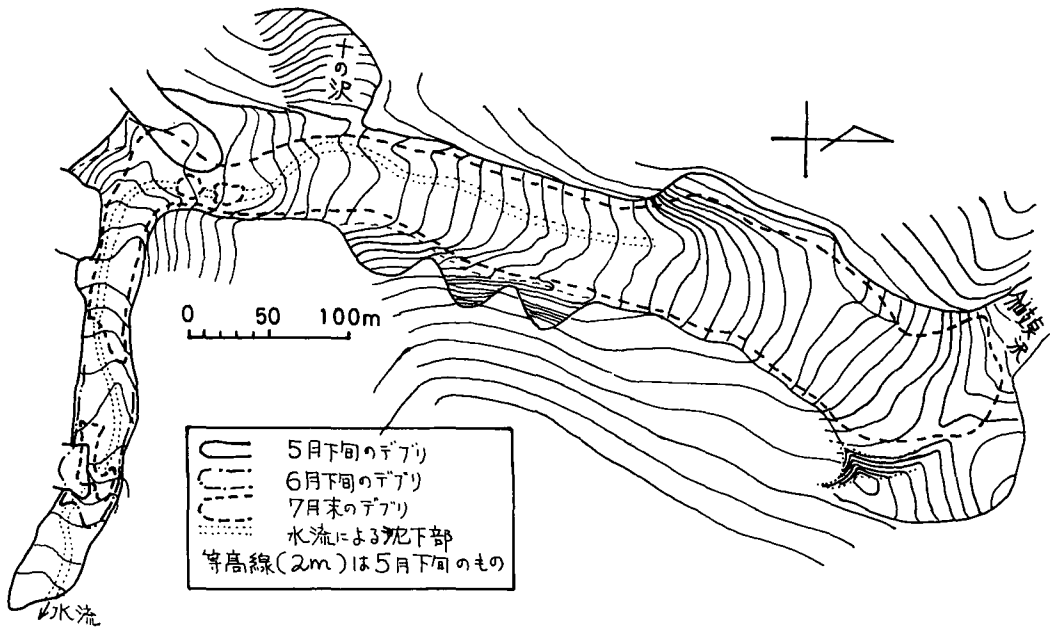 十の沢
沢
0 50 100m
5月下旬のデブリ
6月下旬のデブリ
7月末のデブリ
水流による沈下部
等高線(2m)は5月下旬のもの
水流